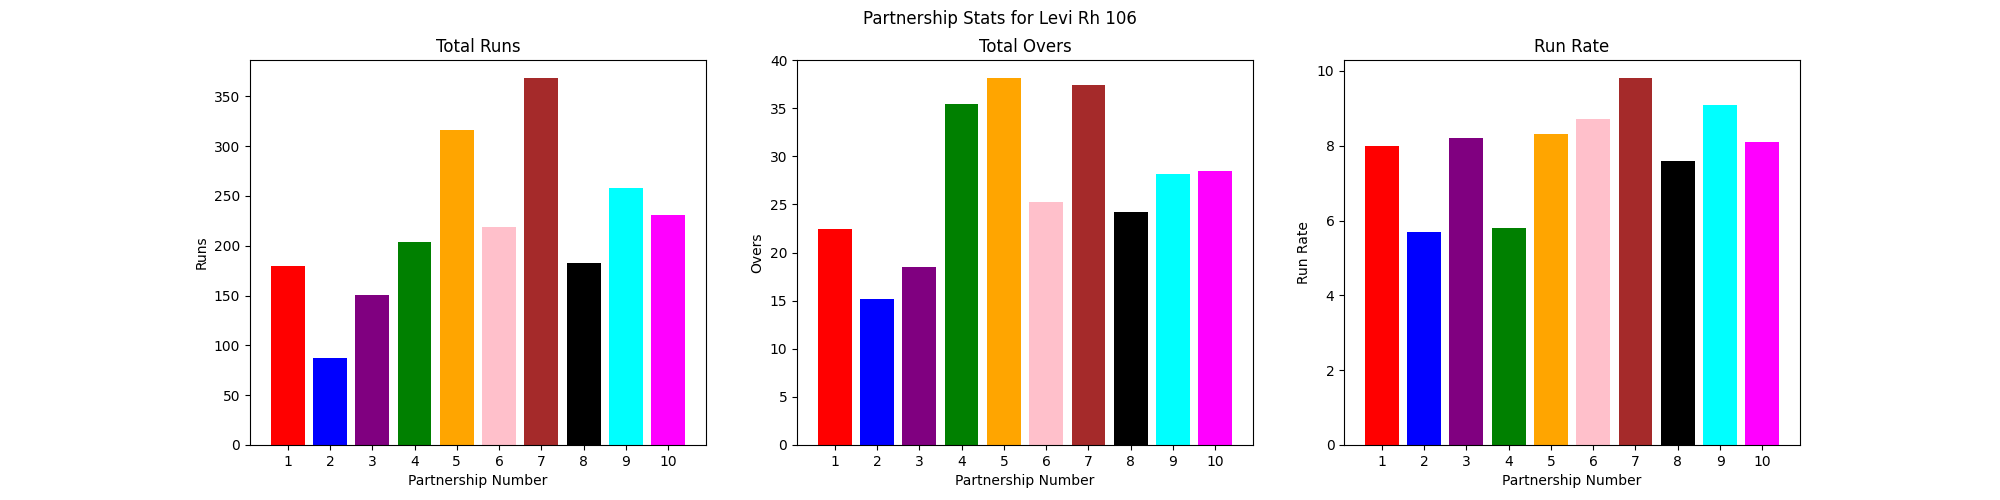 Partnership Stats for Levi Rh 106
Total Runs
Runs
350
300
250
200
150
100
50
0
1 2 3 4 5 6 7 8 9 10
Partnership Number
Total Overs
Overs
40
35
30
25
20
15
10
5
0
1 2 3 4 5 6 7 8 9 10
Partnership Number
Run Rate
Run Rate
10
8
6
4
2
0
1 2 3 4 5 6 7 8 9 10
Partnership Number